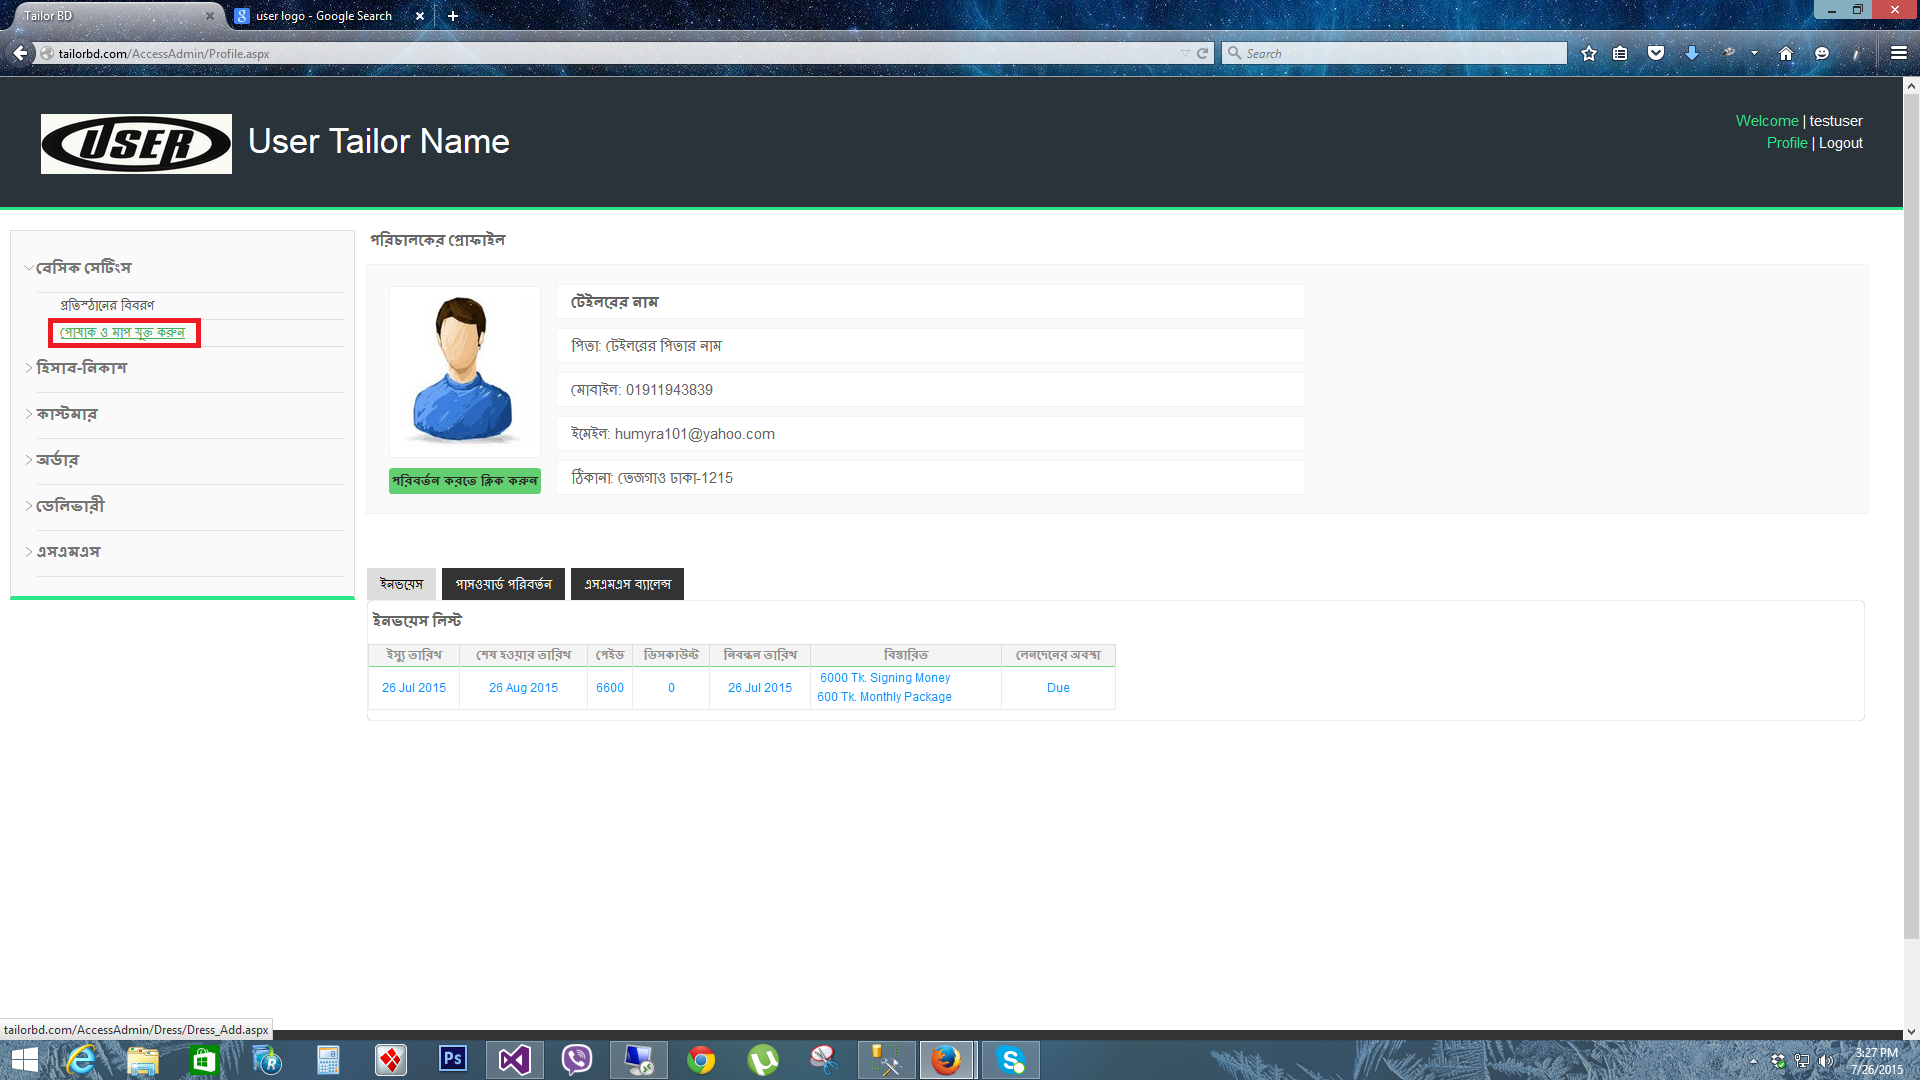 Tailor BD
user logo - Google Search
tailorbd.com/AccessAdmin/Profile.aspx
Search
USER
User Tailor Name
Welcome | testuser
Profile | Logout
বেসিক সেটিংস
প্রতিস্ঠানের বিবরণ
পোষাক ও মাপ যুক্ত করুন
হিসাব-নিকাশ
কাস্টমার
অর্ডার
ডেলিভারী
এসএমএস
পরিচালকের প্রোফাইল
টেইলরের নাম
পিতা: টেইলরের পিতার নাম
মোবাইল: 01911943839
ইমেইল: humyra101@yahoo.com
ঠিকানা: তেজগাও ঢাকা-1215
পরিবর্তন করতে ক্লিক করুন
ইনভয়েস পাসওয়ার্ড পরিবর্তন এসএমএস ব্যালেন্স
ইনভয়েস লিস্ট
ইস্যু তারিখ শেষ হওয়ার তারিখ পেইড ডিসকাউন্ট নিবন্ধন তারিখ বিস্তারিত লেনদেনের অবস্থা
26 Jul 2015 26 Aug 2015 6600 0 26 Jul 2015 6000 Tk. Signing Money Due
600 Tk. Monthly Package
tailorbd.com/AccessAdmin/Dress/Dress_Add.aspx
Ps
3:27 PM
7/26/2015